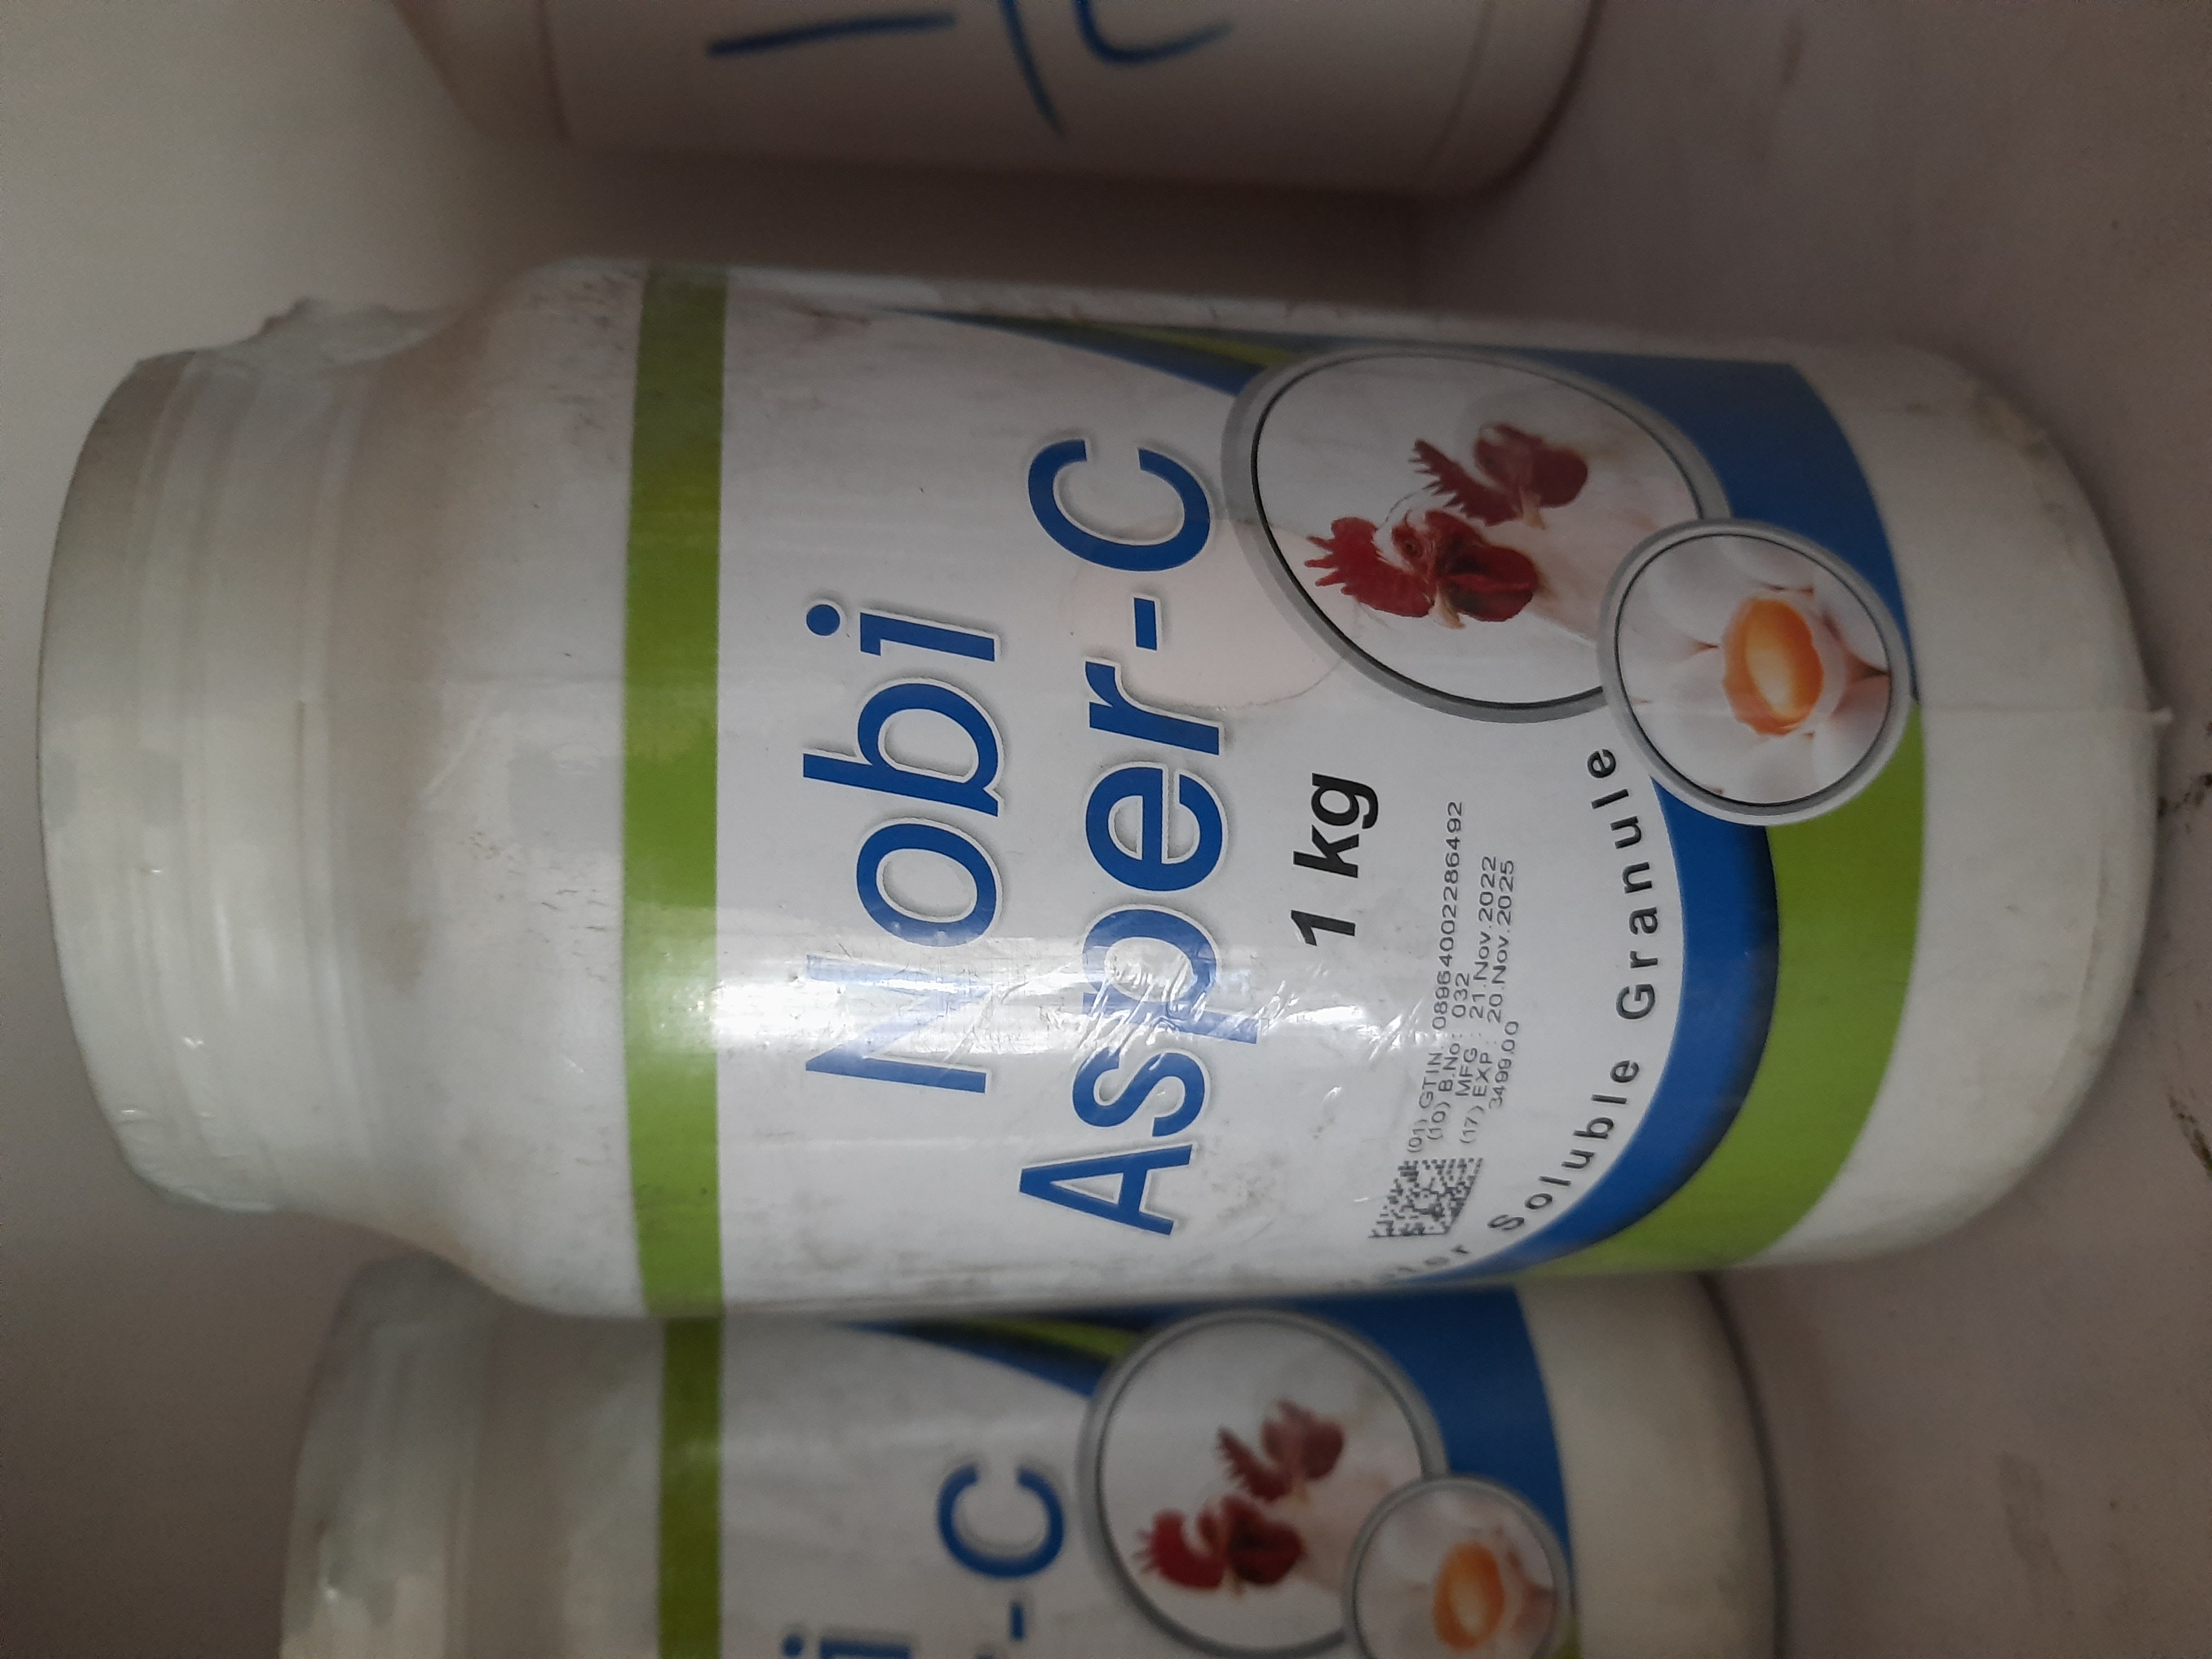 Nobi
Asper-C
1 kg
(01) GTIN: 08964002286492
(10) B.No: 032
MFG : 21.Nov.2022
(17) EXP : 20.Nov.2025
3499.00
Soluble Granule
-C